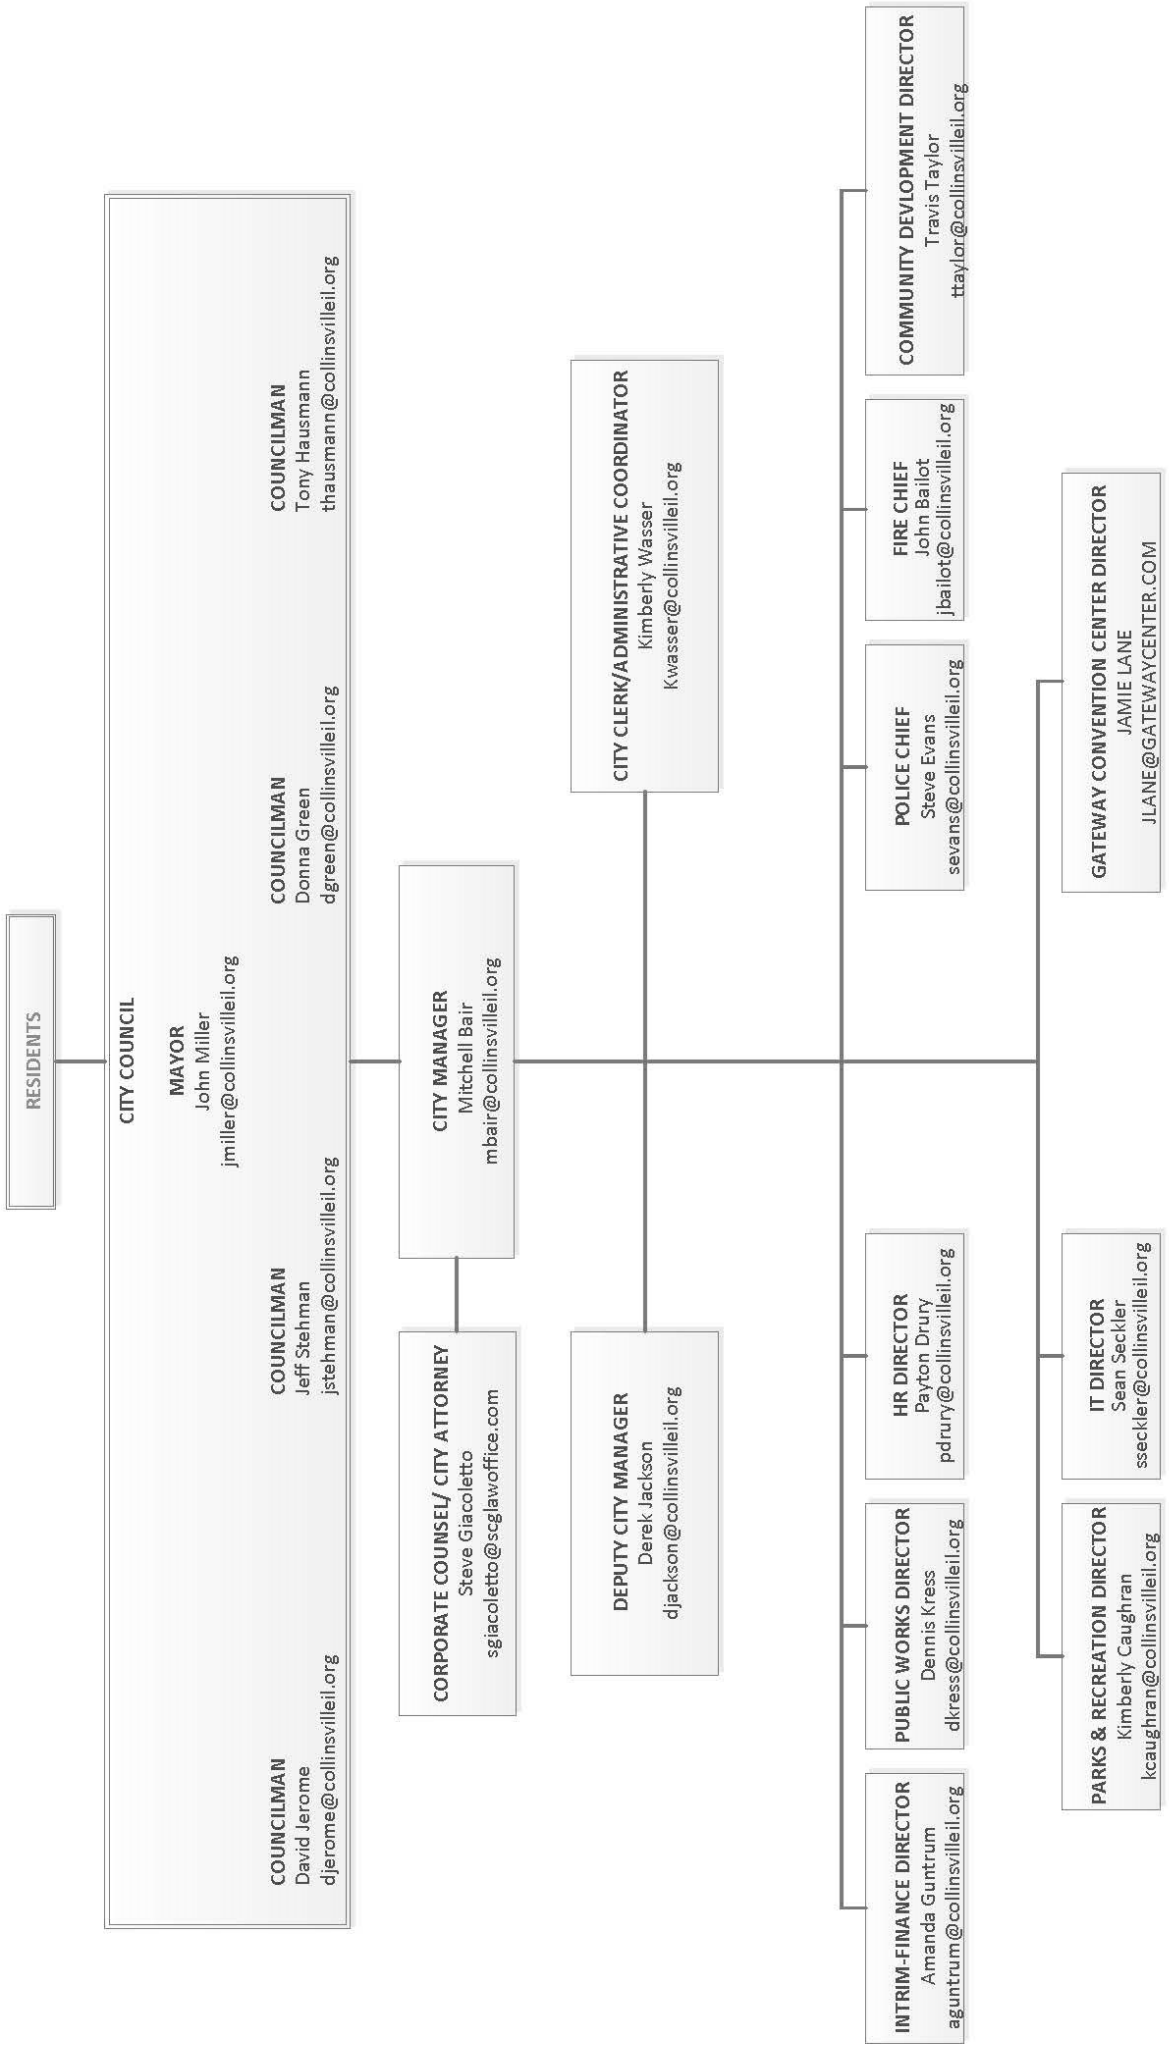 RESIDENTS
CITY COUNCIL
MAYOR
John Miller
jmiller@collinsvilleil.org
COUNCILMAN
David Jerome
djerome@collinsvilleil.org
COUNCILMAN
Jeff Stehman
jstehman@collinsvilleil.org
COUNCILMAN
Donna Green
dgreen@collinsvilleil.org
COUNCILMAN
Tony Hausmann
thausmann@collinsvilleil.org
CORPORATE COUNSEL/ CITY ATTORNEY
Steve Giacoletto
sgiacoletto@scglawoffice.com
CITY MANAGER
Mitchell Bair
mbair@collinsvilleil.org
DEPUTY CITY MANAGER
Derek Jackson
djackson@collinsvilleil.org
CITY CLERK/ADMINISTRATIVE COORDINATOR
Kimberly Wasser
Kwasser@collinsvilleil.org
INTRIM-FINANCE DIRECTOR
Amanda Guntrum
aguntrum@collinsvilleil.org
PUBLIC WORKS DIRECTOR
Dennis Kress
dkress@collinsvilleil.org
HR DIRECTOR
Payton Drury
pdrury@collinsvilleil.org
POLICE CHIEF
Steve Evans
sevans@collinsvilleil.org
FIRE CHIEF
John Bailot
jbailot@collinsvilleil.org
COMMUNITY DEVLOPMENT DIRECTOR
Travis Taylor
ttaylor@collinsvilleil.org
PARKS & RECREATION DIRECTOR
Kimberly Caughran
kcaughran@collinsvilleil.org
IT DIRECTOR
Sean Seckler
sseckler@collinsvilleil.org
GATEWAY CONVENTION CENTER DIRECTOR
JAMIE LANE
JLANE@GATEWAYCENTER.COM